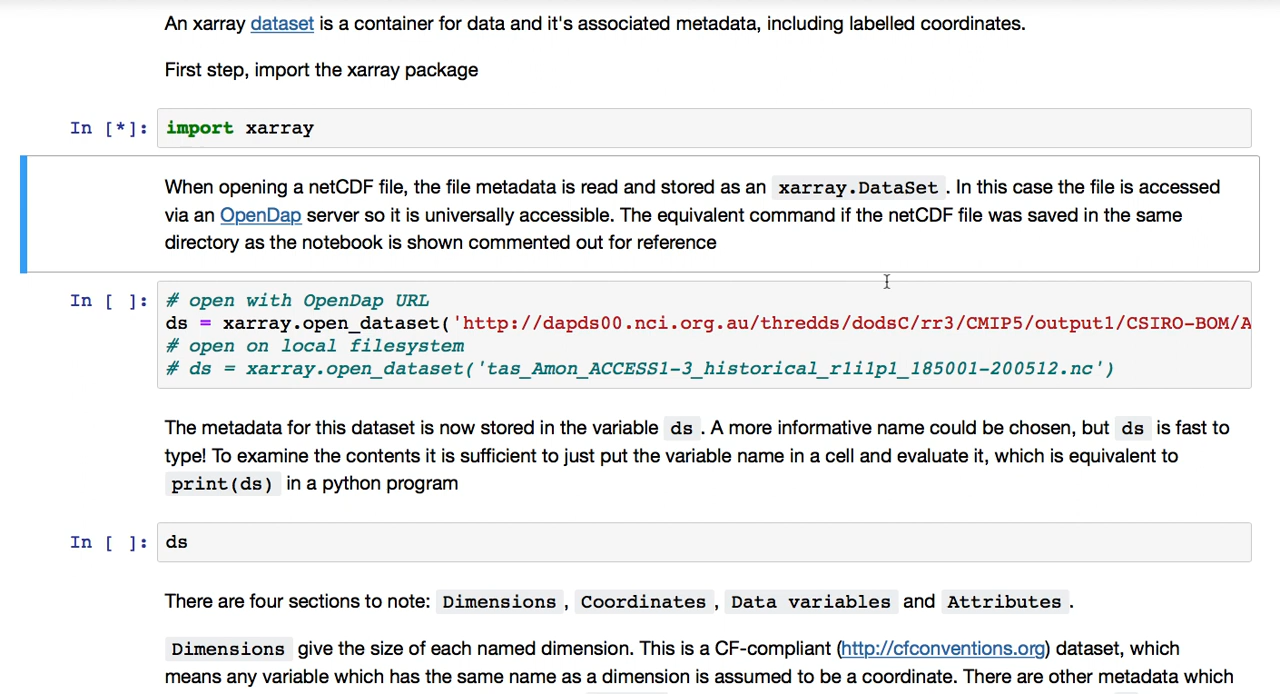 An xarray dataset is a container for data and it's associated metadata, including labelled coordinates.
First step, import the xarray package
In [*]: import xarray
When opening a netCDF file, the file metadata is read and stored as an xarray.DataSet . In this case the file is accessed
via an OpenDap server so it is universally accessible. The equivalent command if the netCDF file was saved in the same
directory as the notebook is shown commented out for reference
In [ ]: # open with OpenDap URL
ds = xarray.open_dataset('http://dapds00.nci.org.au/thredds/dodsC/rr3/CMIP5/output1/CSIRO-BOM/A
# open on local filesystem
# ds = xarray.open_dataset('tas_Amon_ACCESS1-3_historical_r1i1p1_185001-200512.nc')
The metadata for this dataset is now stored in the variable ds . A more informative name could be chosen, but ds is fast to
type! To examine the contents it is sufficient to just put the variable name in a cell and evaluate it, which is equivalent to
print(ds) in a python program
In [ ]: ds
There are four sections to note: Dimensions , Coordinates , Data variables and Attributes .
Dimensions give the size of each named dimension. This is a CF-compliant (http://cfconventions.org) dataset, which
means any variable which has the same name as a dimension is assumed to be a coordinate. There are other metadata which